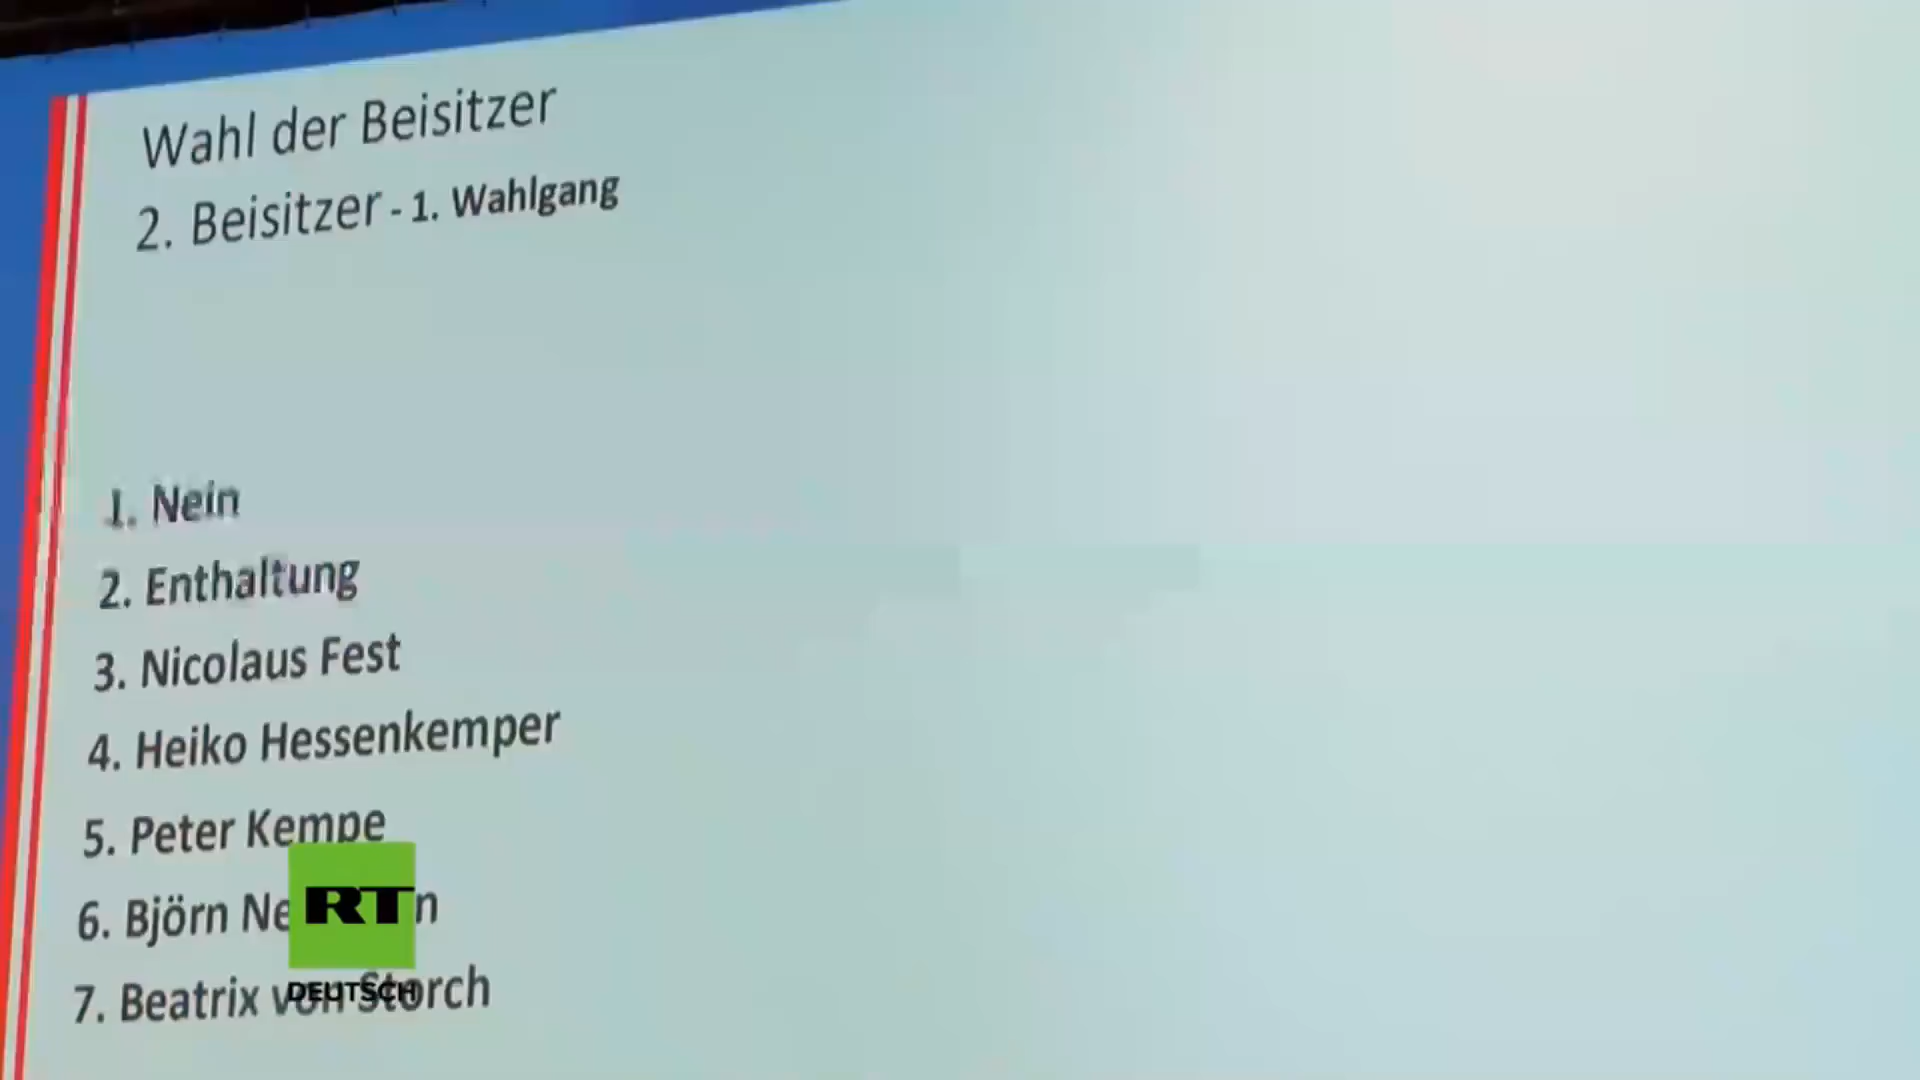 Wahl der Beisitzer
2. Beisitzer - 1. Wahlgang
1. Nein
2. Enthaltung
3. Nicolaus Fest
4. Heiko Hessenkemper
5. Peter Kempe
6. Björn
7. Beatrix von Storch
RT
DEUTSCH